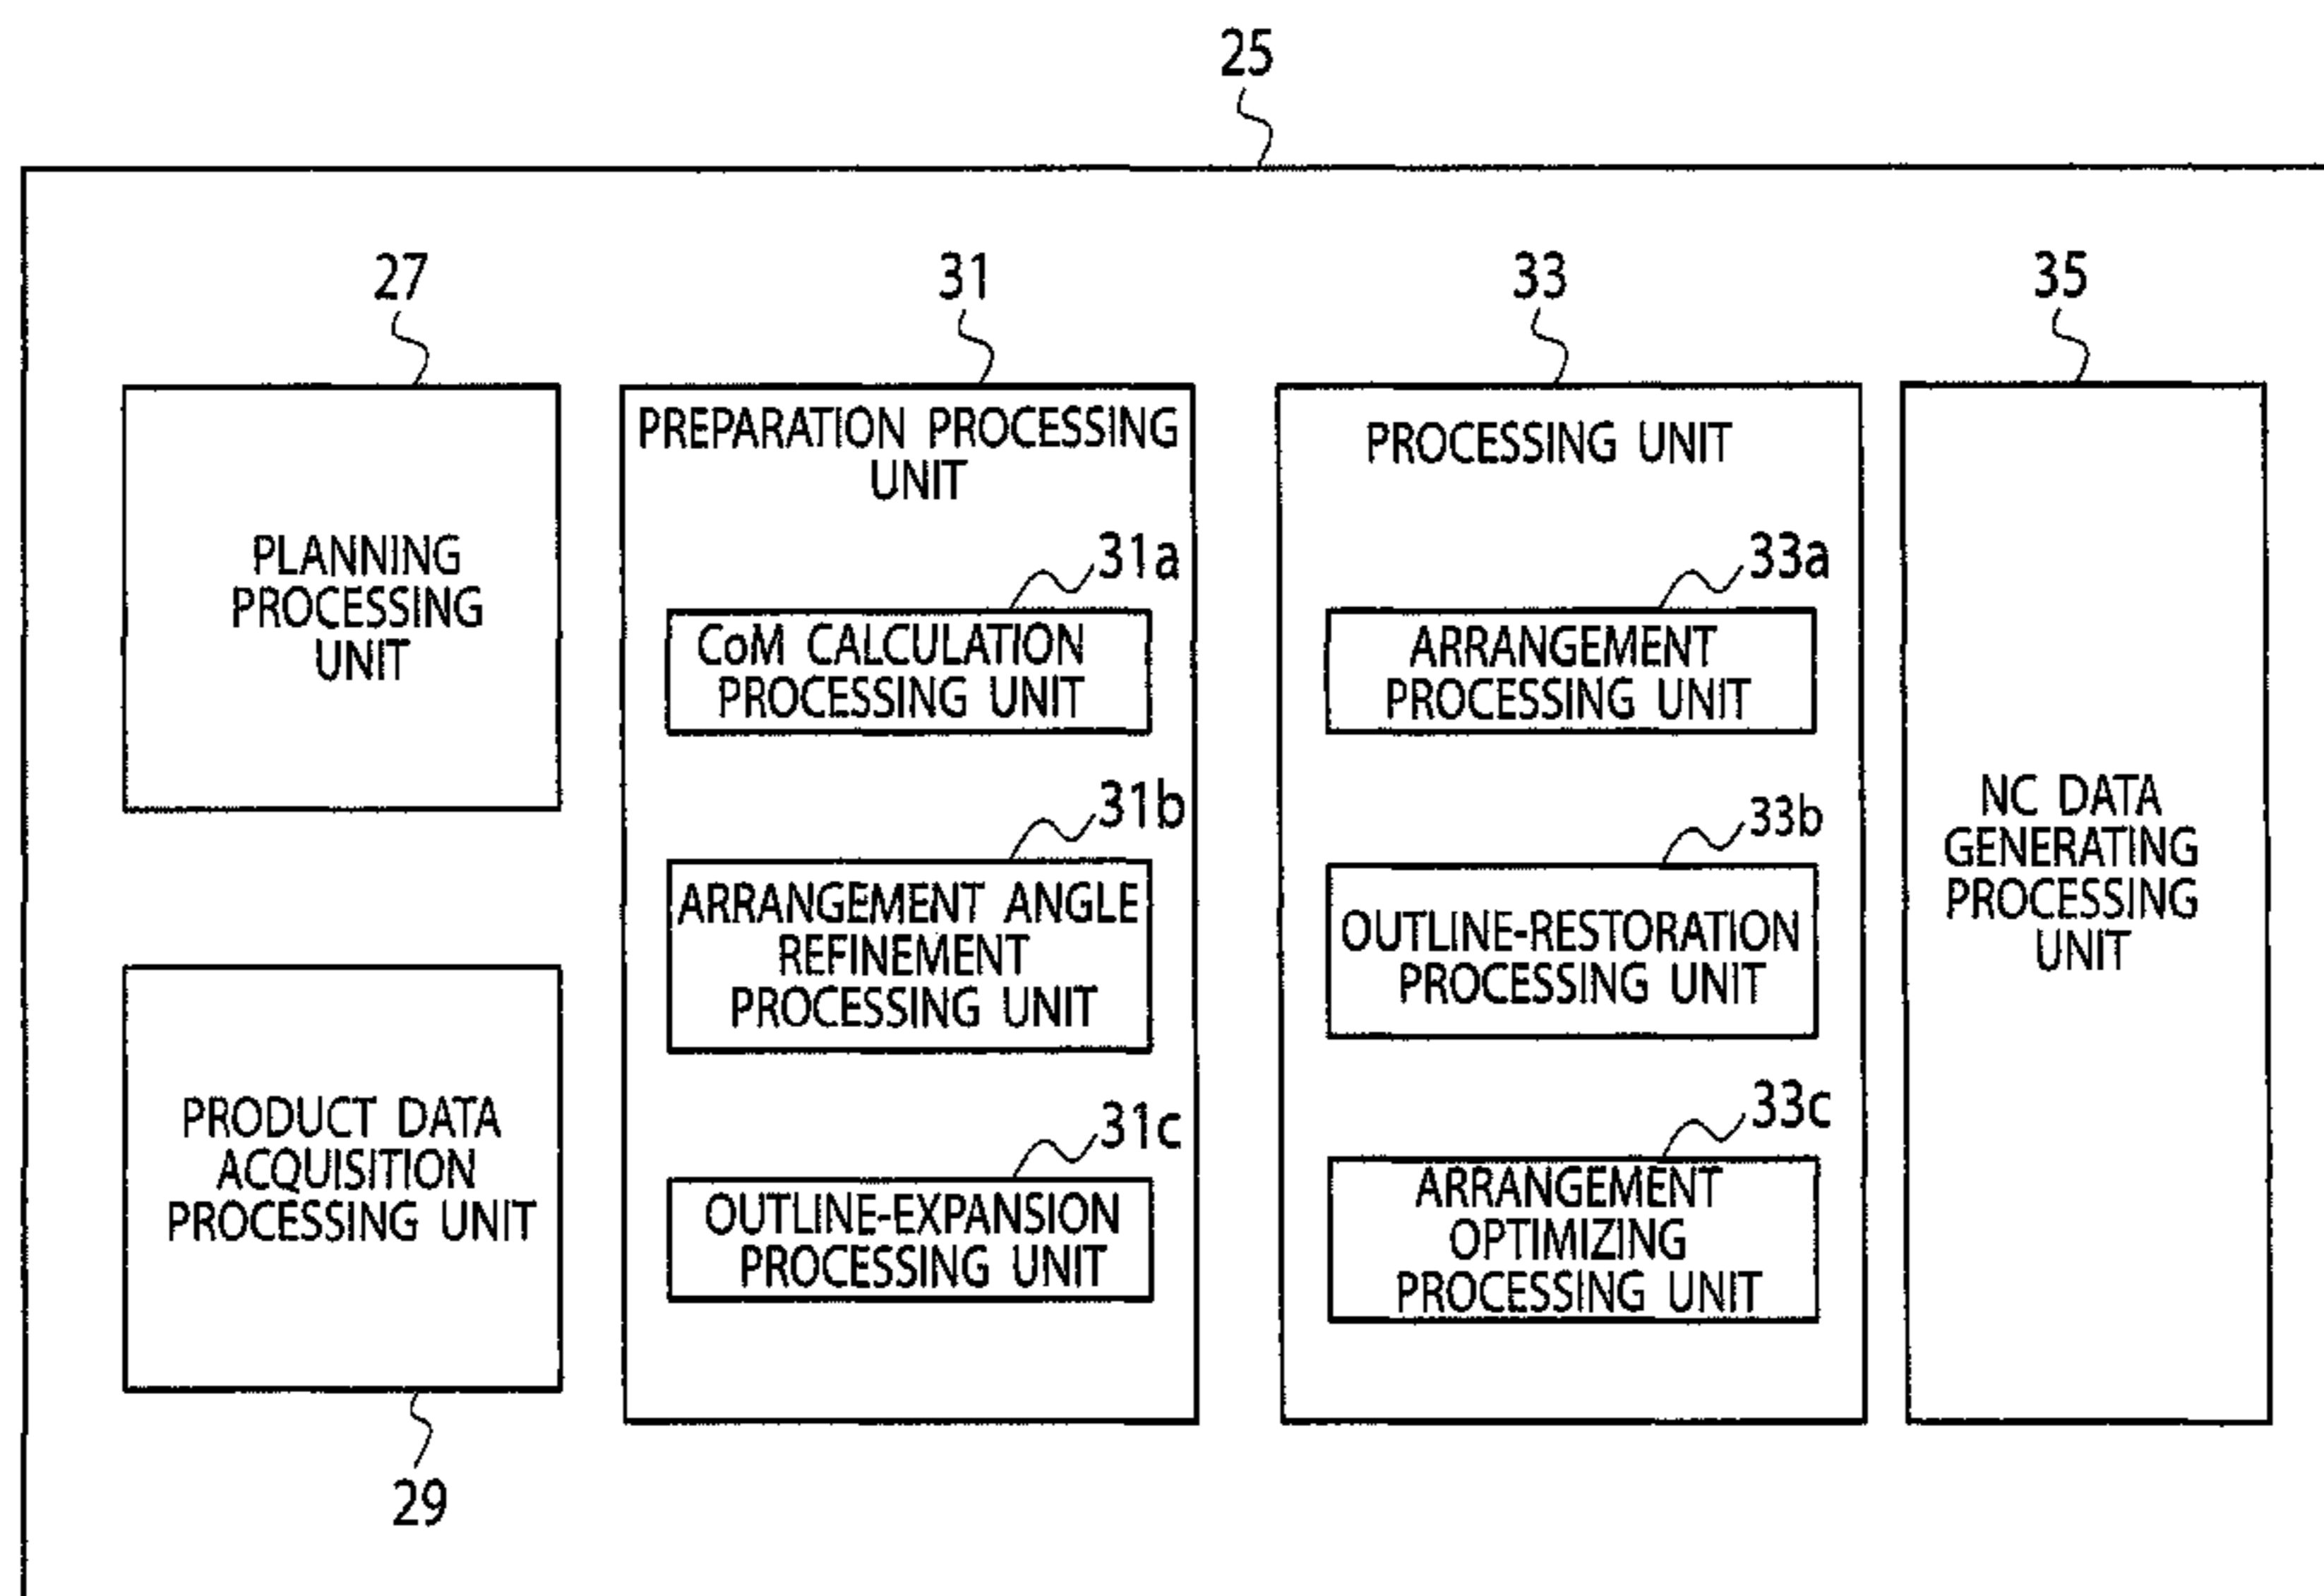 25
27
PLANNING
PROCESSING
UNIT
PRODUCT DATA
ACQUISITION
PROCESSING UNIT
29
31
PREPARATION PROCESSING
UNIT
31a
CoM CALCULATION
PROCESSING UNIT
31b
ARRANGEMENT ANGLE
REFINEMENT
PROCESSING UNIT
31c
OUTLINE-EXPANSION
PROCESSING UNIT
33
PROCESSING UNIT
33a
ARRANGEMENT
PROCESSING UNIT
33b
OUTLINE-RESTORATION
PROCESSING UNIT
33c
ARRANGEMENT
OPTIMIZING
PROCESSING UNIT
35
NC DATA
GENERATING
PROCESSING
UNIT